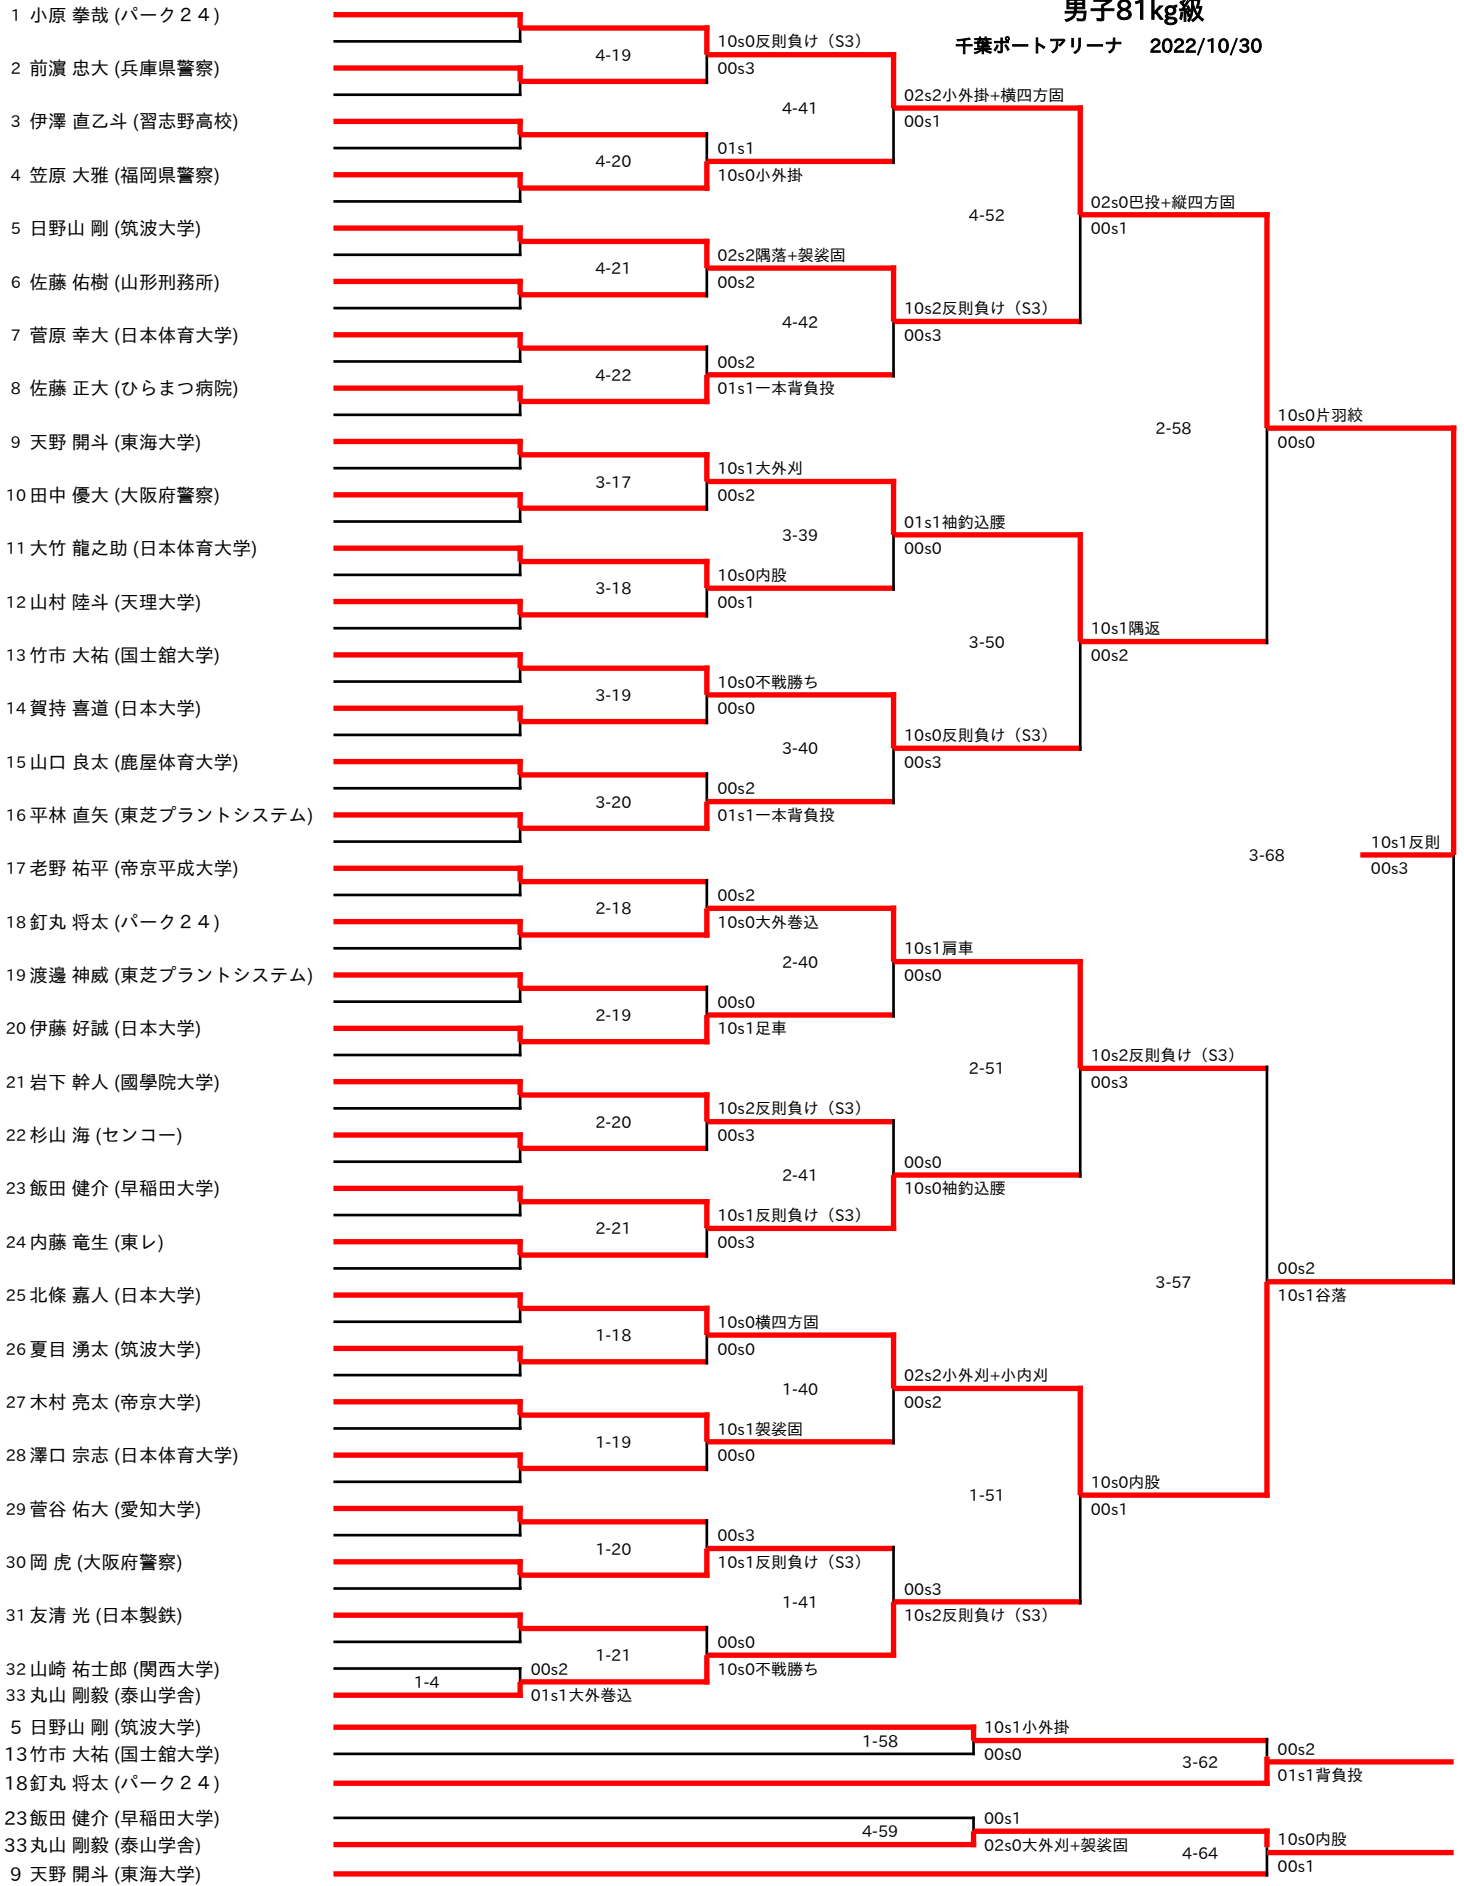 男子81kg級
千葉ポートアリーナ 2022/10/30
1 小原 拳哉 (パーク２４)
2 前濵 忠大 (兵庫県警察)
3 伊澤 直乙斗 (習志野高校)
4 笠原 大雅 (福岡県警察)
5 日野山 剛 (筑波大学)
6 佐藤 佑樹 (山形刑務所)
7 菅原 幸大 (日本体育大学)
8 佐藤 正大 (ひらまつ病院)
9 天野 開斗 (東海大学)
10 田中 優大 (大阪府警察)
11 大竹 龍之助 (日本体育大学)
12 山村 陸斗 (天理大学)
13 竹市 大祐 (国士舘大学)
14 賀持 喜道 (日本大学)
15 山口 良太 (鹿屋体育大学)
16 平林 直矢 (東芝プラントシステム)
17 老野 祐平 (帝京平成大学)
18 釘丸 将太 (パーク２４)
19 渡邊 神威 (東芝プラントシステム)
20 伊藤 好誠 (日本大学)
21 岩下 幹人 (國學院大学)
22 杉山 海 (センコー)
23 飯田 健介 (早稲田大学)
24 内藤 竜生 (東レ)
25 北條 嘉人 (日本大学)
26 夏目 湧太 (筑波大学)
27 木村 亮太 (帝京大学)
28 澤口 宗志 (日本体育大学)
29 菅谷 佑大 (愛知大学)
30 岡 虎 (大阪府警察)
31 友清 光 (日本製鉄)
32 山崎 祐士郎 (関西大学)
33 丸山 剛毅 (泰山学舎)
1-4
00s2
01s1大外巻込
4-19
10s0反則負け（S3）
00s3
4-20
01s1
10s0小外掛
4-21
02s2隅落+袈裟固
00s2
4-22
00s2
01s1一本背負投
3-17
10s1大外刈
00s2
3-18
10s0内股
00s1
3-19
10s0不戦勝ち
00s0
3-20
00s2
01s1一本背負投
2-18
00s2
10s0大外巻込
2-19
00s0
10s1足車
2-20
10s2反則負け（S3）
00s3
2-21
10s1反則負け（S3）
00s3
1-18
10s0横四方固
00s0
1-19
10s1袈裟固
00s0
1-20
00s3
10s1反則負け（S3）
1-21
00s0
10s0不戦勝ち
4-41
02s2小外掛+横四方固
00s1
4-42
10s2反則負け（S3）
00s3
3-39
01s1袖釣込腰
00s0
3-40
10s0反則負け（S3）
00s3
2-40
10s1肩車
00s0
2-41
00s0
10s0袖釣込腰
1-40
02s2小外刈+小内刈
00s2
1-41
00s3
10s2反則負け（S3）
4-52
02s0巴投+縦四方固
00s1
3-50
10s1隅返
00s2
2-51
10s2反則負け（S3）
00s3
1-51
10s0内股
00s1
2-58
10s0片羽絞
00s0
3-57
00s2
10s1谷落
3-68
10s1反則
00s3
5 日野山 剛 (筑波大学)
13 竹市 大祐 (国士舘大学)
18 釘丸 将太 (パーク２４)
1-58
10s1小外掛
00s0
3-62
00s2
01s1背負投
23 飯田 健介 (早稲田大学)
33 丸山 剛毅 (泰山学舎)
9 天野 開斗 (東海大学)
4-59
00s1
02s0大外刈+袈裟固
4-64
10s0内股
00s1